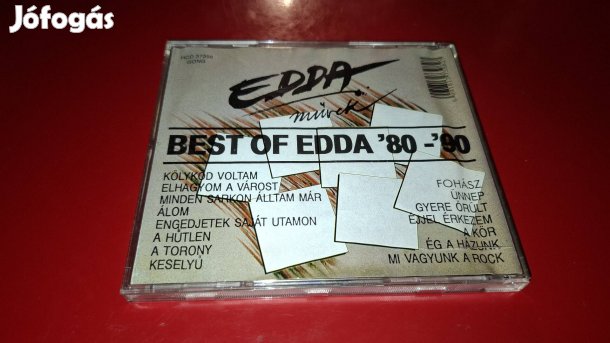 Jófogás
GONG
EDDA
művek
BEST OF EDDA '80 -'90
KÖLYKÖD VOLTAM
ELHAGYOM A VÁROST
MINDEN SARKON ÁLLTAM MÁR
ÁLOM
ENGEDJETEK SAJÁT UTAMON
A HŰTLEN
A TORONY
KESELYŰ
FOHÁSZ
ÜNNEP
GYERE ŐRÜLT
ÉJJEL ÉRKEZEM
A KÖR
ÉG A HÁZUNK
MI VAGYUNK A ROCK